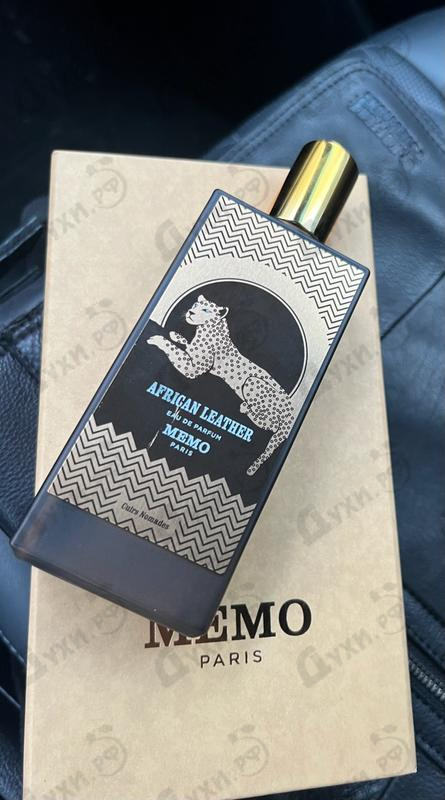 AFRICAN LEATHER
EAU DE PARFUM
MEMO
PARIS
Cuirs Nomades
MEMO
PARIS
Духи.рф